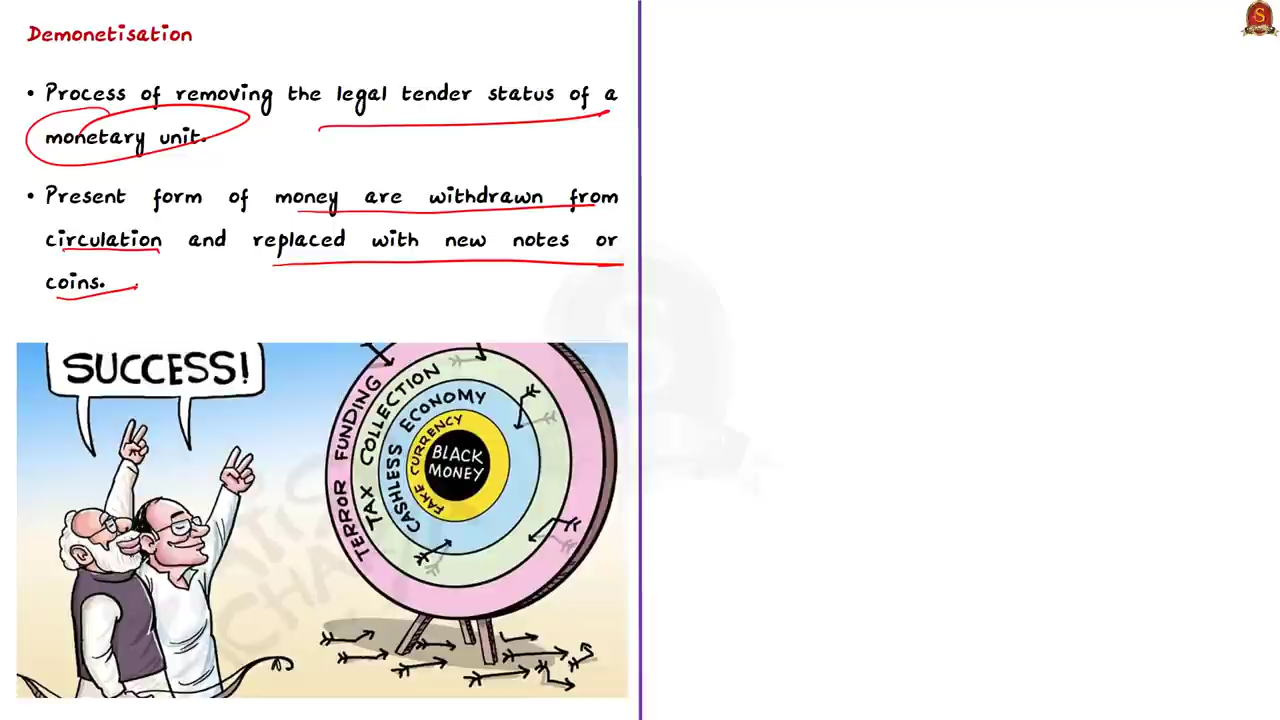 Demonetisation
• Process of removing the legal tender status of a
monetary unit.
• Present form of money are withdrawn from
circulation and replaced with new notes or
coins.
SUCCESS!
TERROR FUNDING
TAX COLLECTION
CASHLESS ECONOMY
FAKE CURRENCY
BLACK
MONEY
S